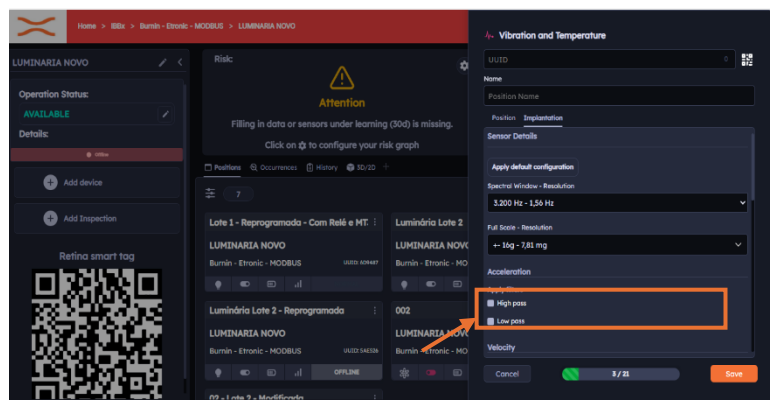 Home > IBBx > Burnin - Etronic - MODBUS > LUMINARIA NOVO
LUMINARIA NOVO
Operation Status:
AVAILABLE
Details:
Offline
Add device
Add Inspection
Retina smart tag
Risk:
Attention
Filling in data or sensors under learning (30d) is missing.
Click on to configure your risk graph
Positions Occurrences History 3D/2D +
7
Lote 1 - Reprogramada - Com Relé e MT
LUMINARIA NOVO
Burnin - Etronic - MODBUS
Luminária Lote 2
LUMINARIA NOVO
Burnin - Etronic - MO
Luminária Lote 2 - Reprogramada
LUMINARIA NOVO
Burnin - Etronic - MODBUS UUID: 5AE526
OFFLINE
002
LUMINARIA NOVO
Burnin - Etronic - MO
02 - Lote 2 - Modificada
Vibration and Temperature
UUID
Name
Position Name
Position Implantation
Sensor Details
Apply default configuration
Spectral Window - Resolution
3.200 Hz - 1,56 Hz
Full Scale - Resolution
+- 16g - 7,81 mg
Acceleration
High pass
Low pass
Velocity
Cancel
3 / 21
Save